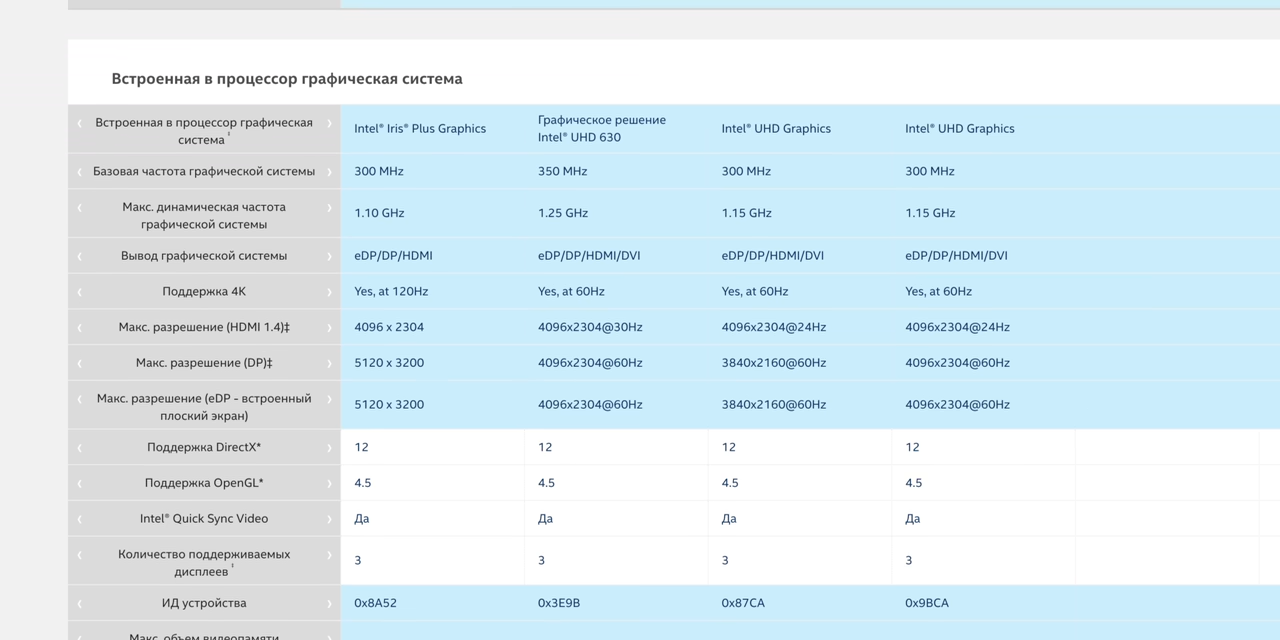 Встроенная в процессор графическая система
Встроенная в процессор графическая система ‡ Intel® Iris® Plus Graphics Графическое решение Intel® UHD 630 Intel® UHD Graphics Intel® UHD Graphics
Базовая частота графической системы 300 MHz 350 MHz 300 MHz 300 MHz
Макс. динамическая частота графической системы 1.10 GHz 1.25 GHz 1.15 GHz 1.15 GHz
Вывод графической системы eDP/DP/HDMI eDP/DP/HDMI/DVI eDP/DP/HDMI/DVI eDP/DP/HDMI/DVI
Поддержка 4K Yes, at 120Hz Yes, at 60Hz Yes, at 60Hz Yes, at 60Hz
Макс. разрешение (HDMI 1.4)‡ 4096 x 2304 4096x2304@30Hz 4096x2304@24Hz 4096x2304@24Hz
Макс. разрешение (DP)‡ 5120 x 3200 4096x2304@60Hz 3840x2160@60Hz 4096x2304@60Hz
Макс. разрешение (eDP - встроенный плоский экран) 5120 x 3200 4096x2304@60Hz 3840x2160@60Hz 4096x2304@60Hz
Поддержка DirectX* 12 12 12 12
Поддержка OpenGL* 4.5 4.5 4.5 4.5
Intel® Quick Sync Video Да Да Да Да
Количество поддерживаемых дисплеев ‡ 3 3 3 3
ИД устройства 0x8A52 0x3E9B 0x87CA 0x9BCA
Макс. объем видеопамяти